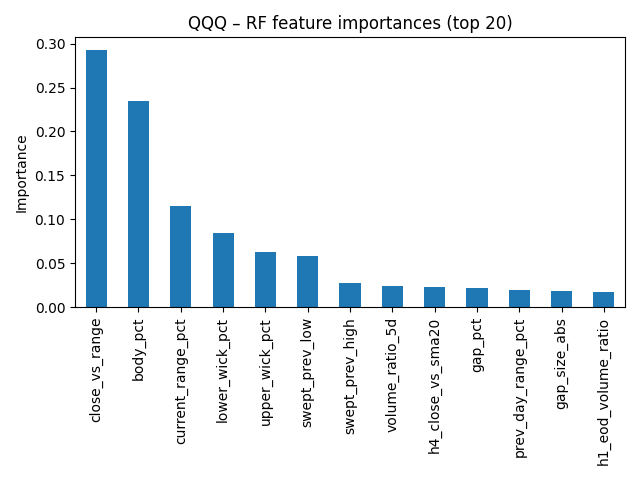 QQQ – RF feature importances (top 20)
Importance
0.30
0.25
0.20
0.15
0.10
0.05
0.00
close_vs_range
body_pct
current_range_pct
lower_wick_pct
upper_wick_pct
swept_prev_low
swept_prev_high
volume_ratio_5d
h4_close_vs_sma20
gap_pct
prev_day_range_pct
gap_size_abs
h1_eod_volume_ratio